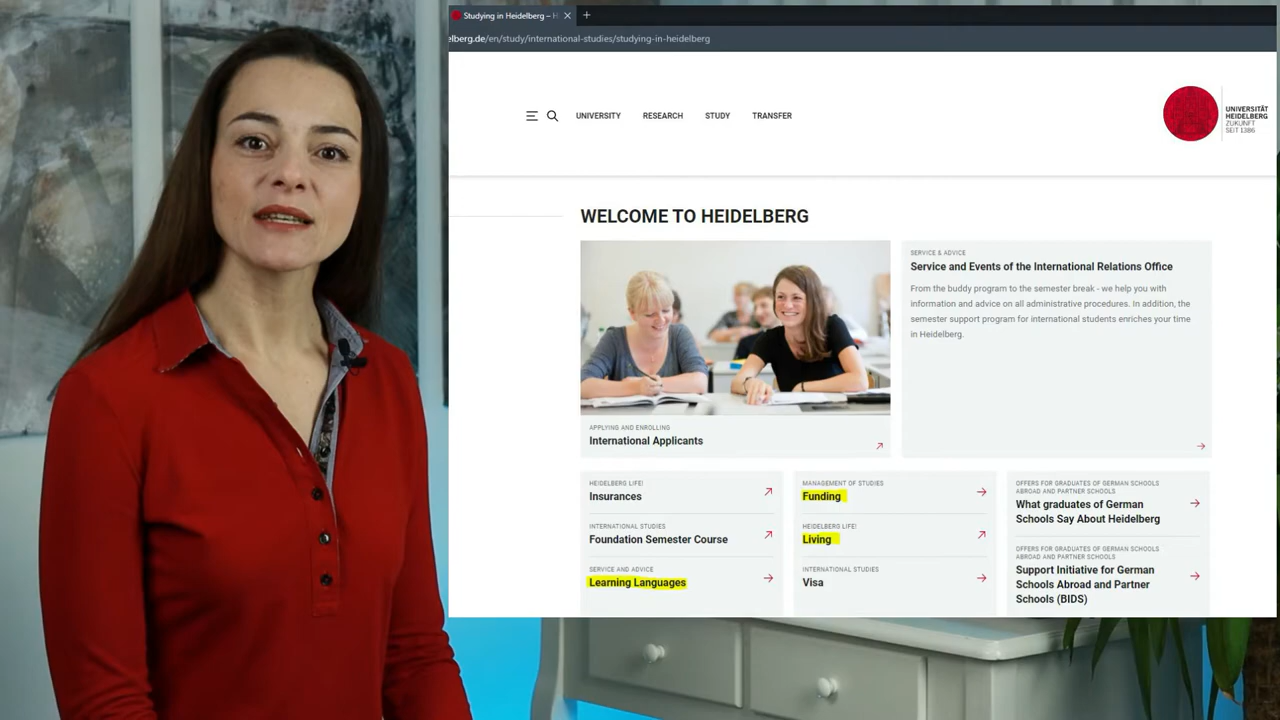 Studying in Heidelberg – H
elberg.de/en/study/international-studies/studying-in-heidelberg
UNIVERSITY
RESEARCH
STUDY
TRANSFER
UNIVERSITÄT
HEIDELBERG
ZUKUNFT
SEIT 1386
WELCOME TO HEIDELBERG
APPLYING AND ENROLLING
International Applicants
SERVICE & ADVICE
Service and Events of the International Relations Office
From the buddy program to the semester break - we help you with
information and advice on all administrative procedures. In addition, the
semester support program for international students enriches your time
in Heidelberg.
HEIDELBERG LIFE!
Insurances
INTERNATIONAL STUDIES
Foundation Semester Course
SERVICE AND ADVICE
Learning Languages
MANAGEMENT OF STUDIES
Funding
HEIDELBERG LIFE!
Living
INTERNATIONAL STUDIES
Visa
OFFERS FOR GRADUATES OF GERMAN SCHOOLS
ABROAD AND PARTNER SCHOOLS
What graduates of German
Schools Say About Heidelberg
OFFERS FOR GRADUATES OF GERMAN SCHOOLS
ABROAD AND PARTNER SCHOOLS
Support Initiative for German
Schools Abroad and Partner
Schools (BIDS)